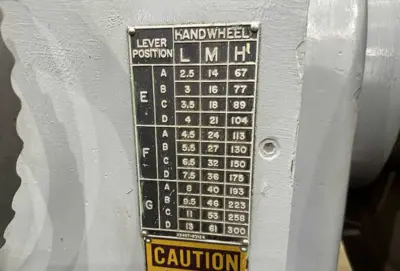 LEVER POSITION HANDWHEEL
L M H
E A 2.5 14 67
B 3 16 77
C 3.5 18 89
D 4 21 104
F A 4.5 24 113
B 5.5 27 130
C 6.5 32 150
D 7.5 36 175
G A 8 40 193
B 9.5 46 223
C 11 53 258
D 13 61 300
CAUTION